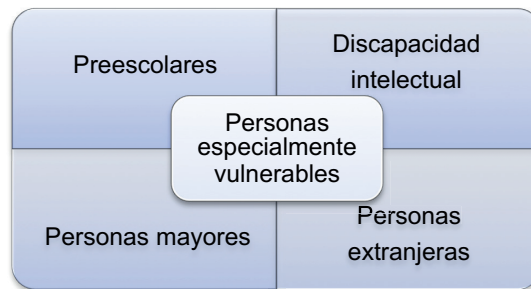 Preescolares
Discapacidad
intelectual
Personas
especialmente
vulnerables
Personas mayores
Personas
extranjeras